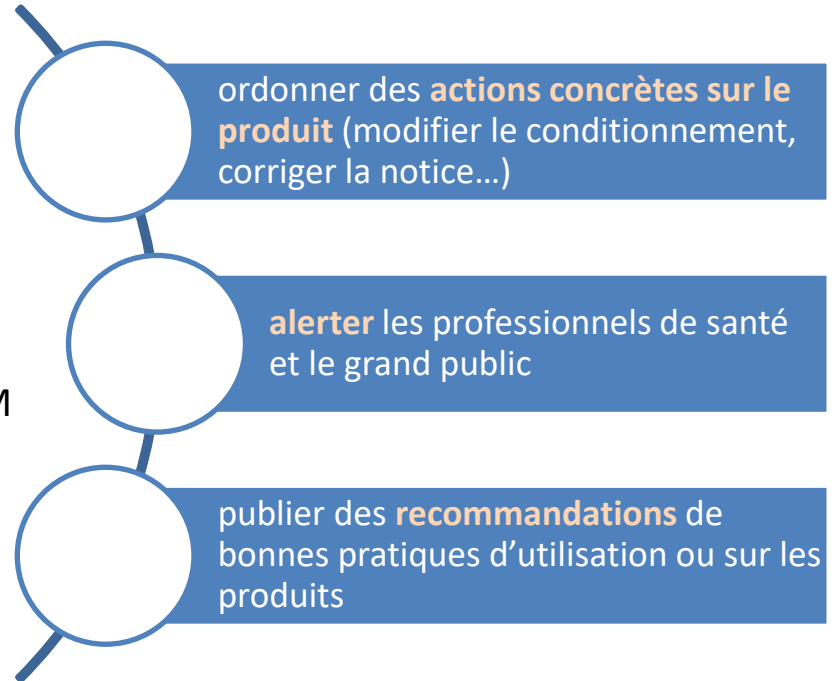 ordonner des actions concrètes sur le
produit (modifier le conditionnement,
corriger la notice…)
alerter les professionnels de santé
et le grand public
M
publier des recommandations de
bonnes pratiques d’utilisation ou sur les
produits